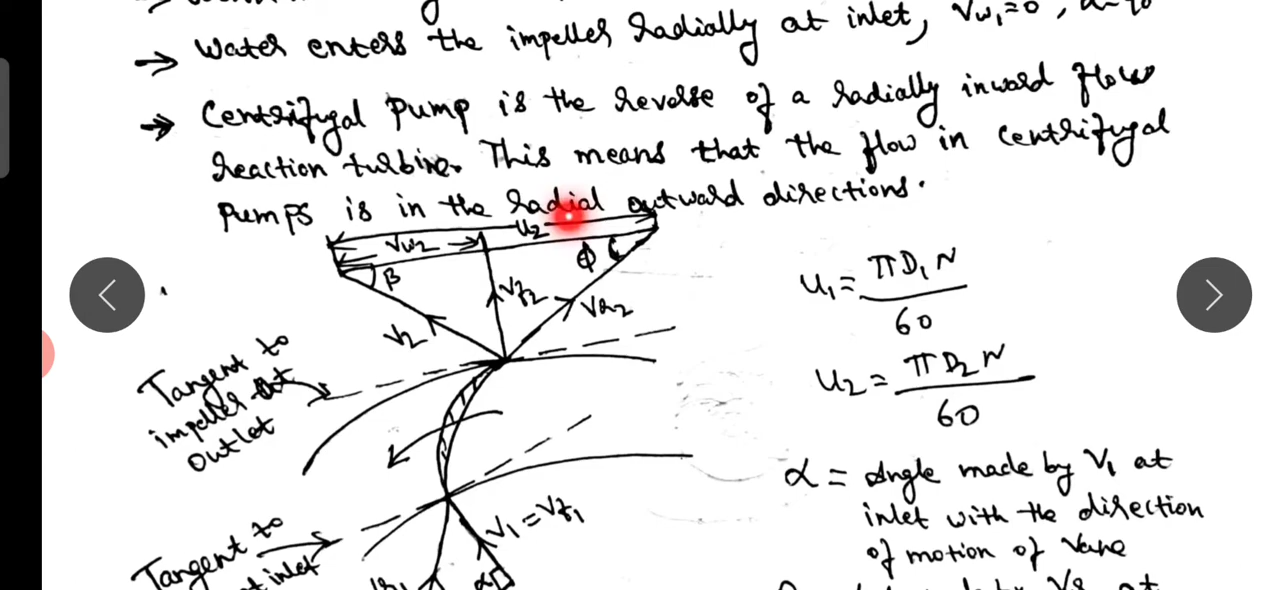 → Water enters the impeller radially at inlet, Vw1=0,
→ Centrifugal pump is the reverse of a radially inward flow
reaction turbine. This means that the flow in centrifugal
pumps is in the radial outward directions.
U2
Vw2
β
ϕ
Vf2
VR2
V2
U1 = πD1N
60
U2 = πD2N
60
Tangent to
impeller at
outlet
α = Angle made by V1 at
inlet with the direction
of motion of vane
V1 = Vf1
Tangent to
at inlet
α